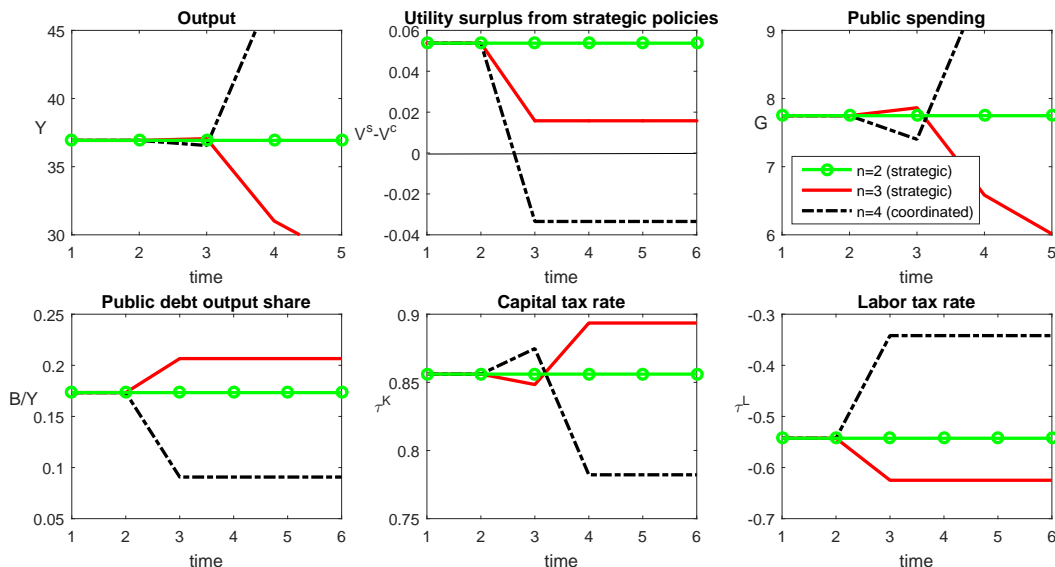 Output
45
40
Y
35
30
1 2 3 4 5
time
Utility surplus from strategic policies
0.06
0.04
0.02
V^s-V^c
0
-0.02
-0.04
1 2 3 4 5 6
time
Public spending
9
8
G
7
6
n=2 (strategic)
n=3 (strategic)
n=4 (coordinated)
1 2 3 4 5
time
Public debt output share
0.25
0.2
B/Y
0.15
0.1
0.05
1 2 3 4 5 6
time
Capital tax rate
0.9
0.85
τ^K
0.8
0.75
1 2 3 4 5 6
time
Labor tax rate
-0.3
-0.4
-0.5
τ^L
-0.6
-0.7
1 2 3 4 5 6
time